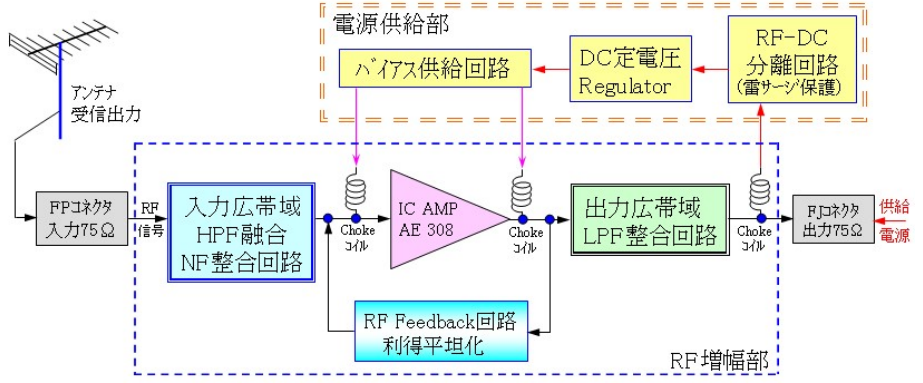 電源供給部
バイアス供給回路
DC定電圧
Regulator
RF-DC
分離回路
(雷サージ保護)
アンテナ
受信出力
FPコネクタ
入力75Ω
RF
信号
入力広帯域
HPF融合
NF整合回路
Choke
コイル
IC AMP
AE 308
Choke
コイル
出力広帯域
LPF整合回路
Choke
コイル
FJコネクタ
出力75Ω
供給
電源
RF Feedback回路
利得平坦化
RF増幅部